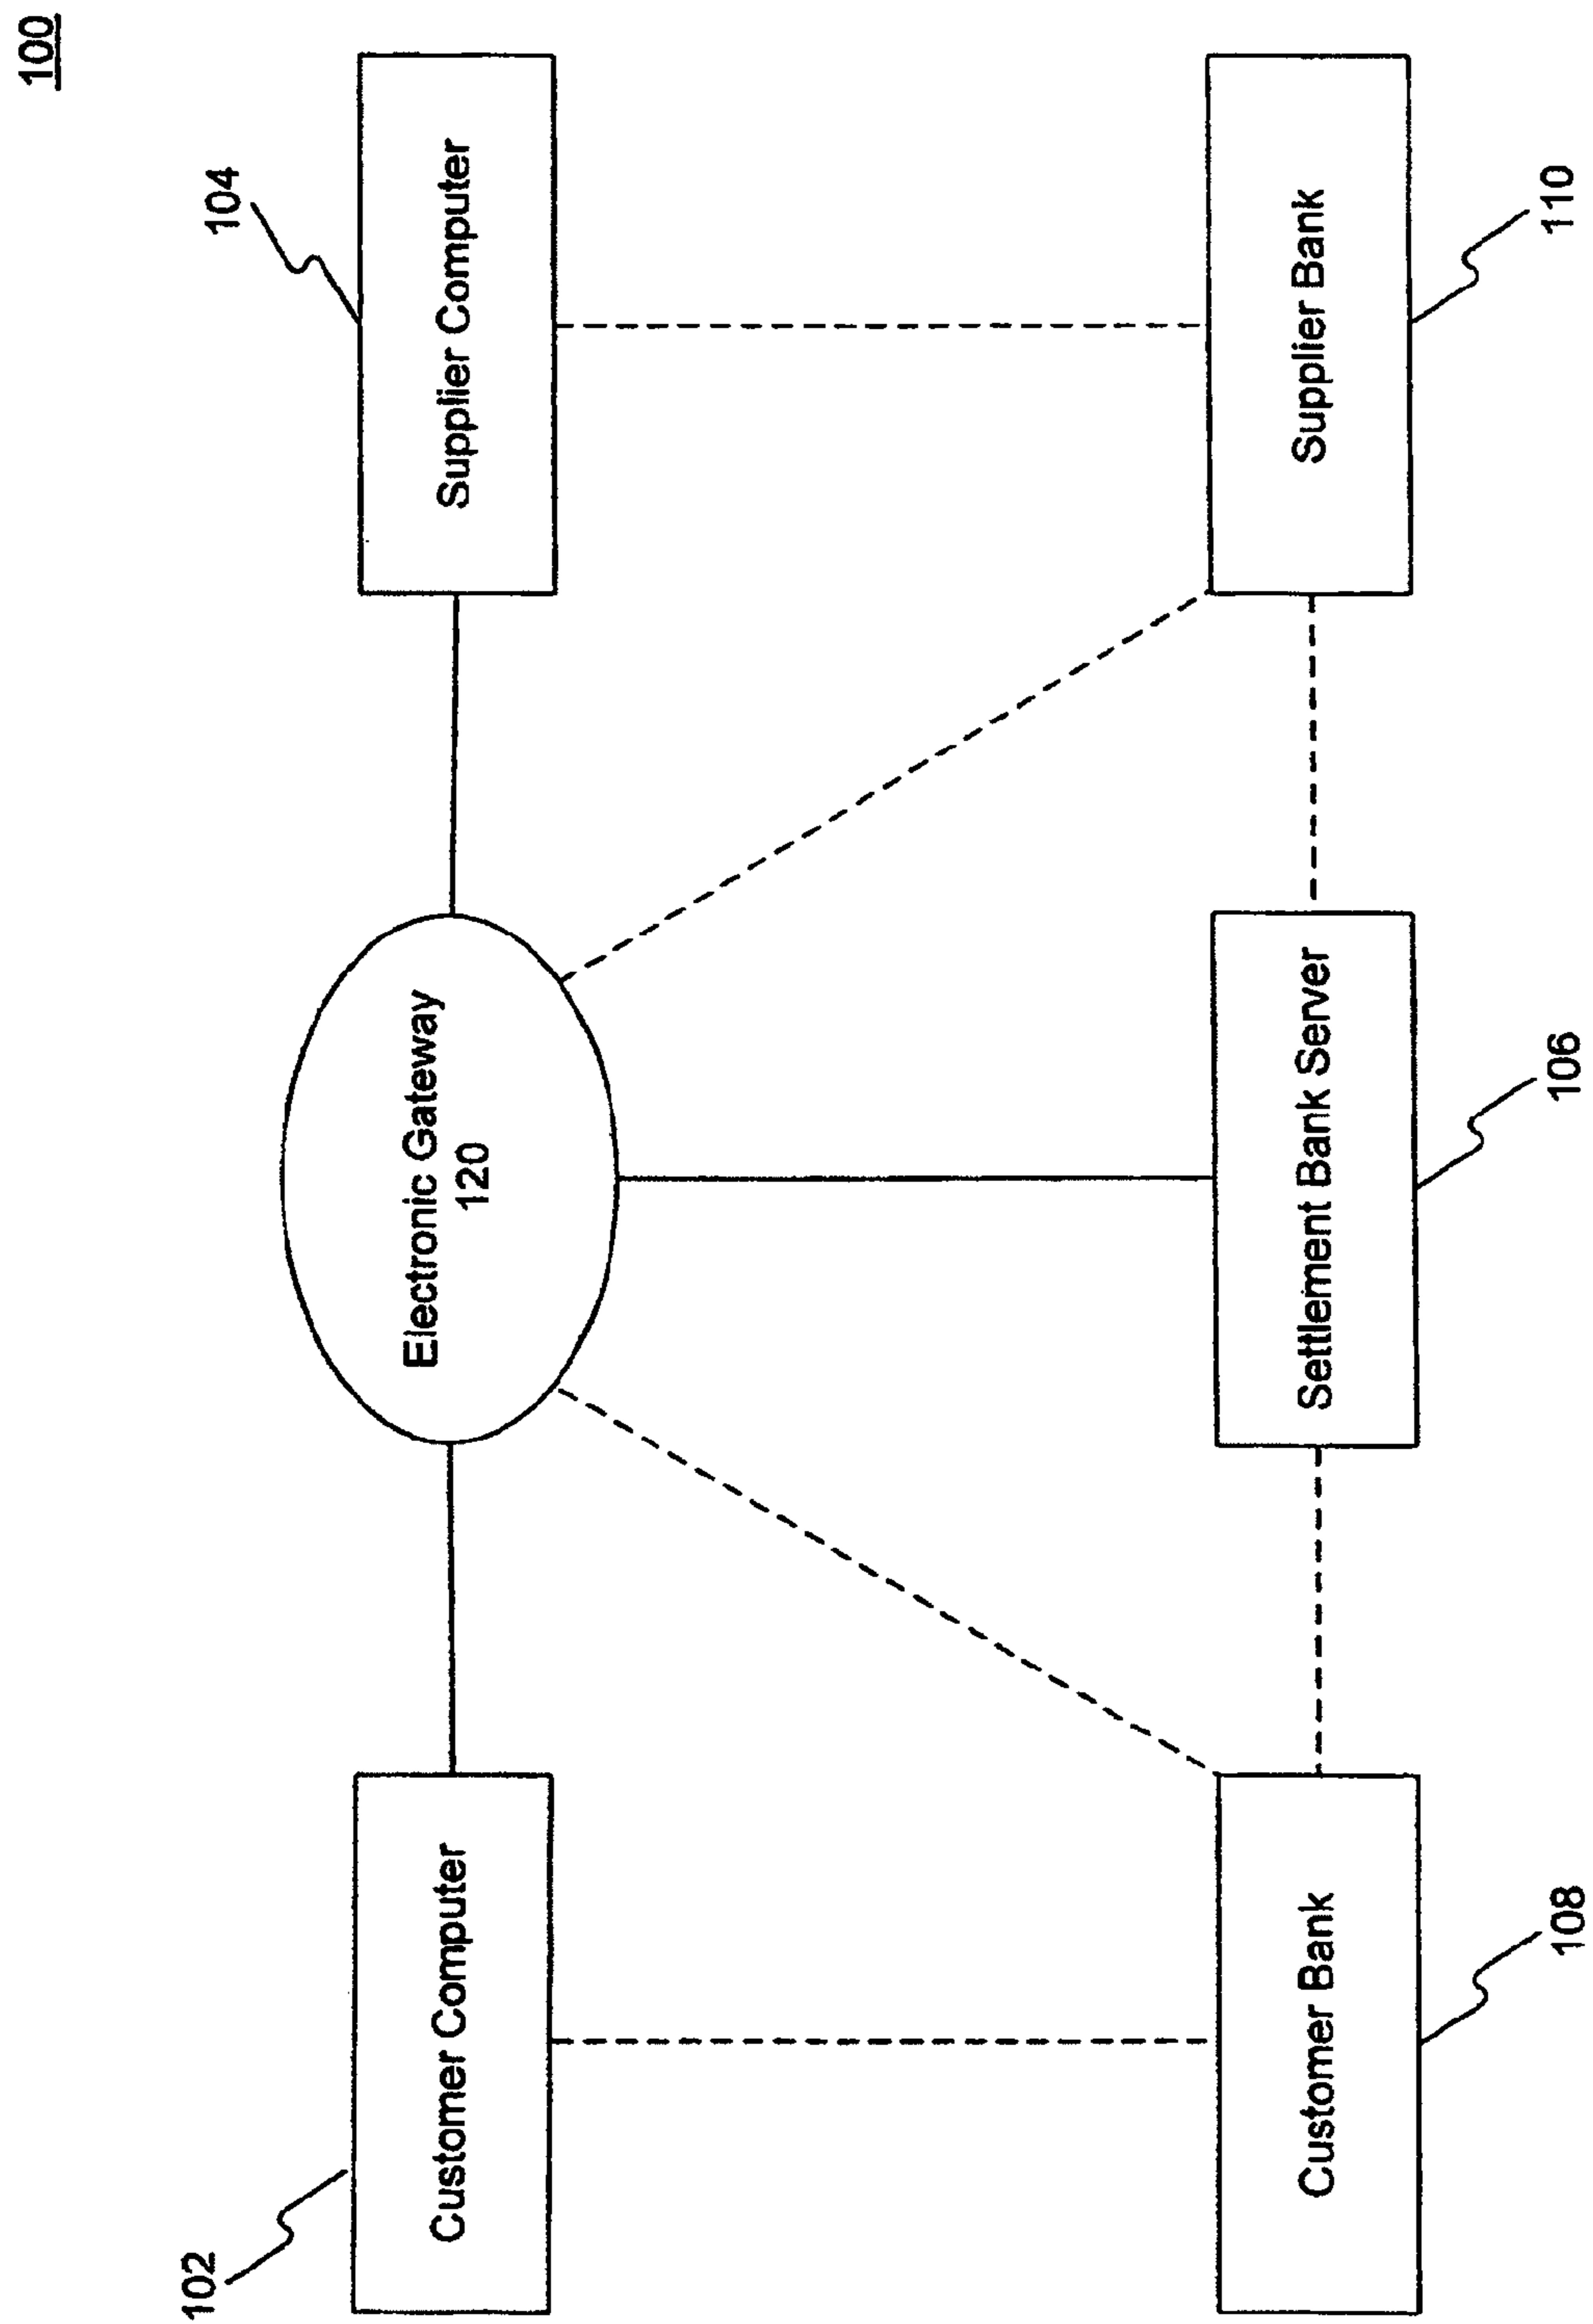 100
102
Customer Computer
Electronic Gateway
120
104
Supplier Computer
Customer Bank
108
Settlement Bank Server
106
Supplier Bank
110